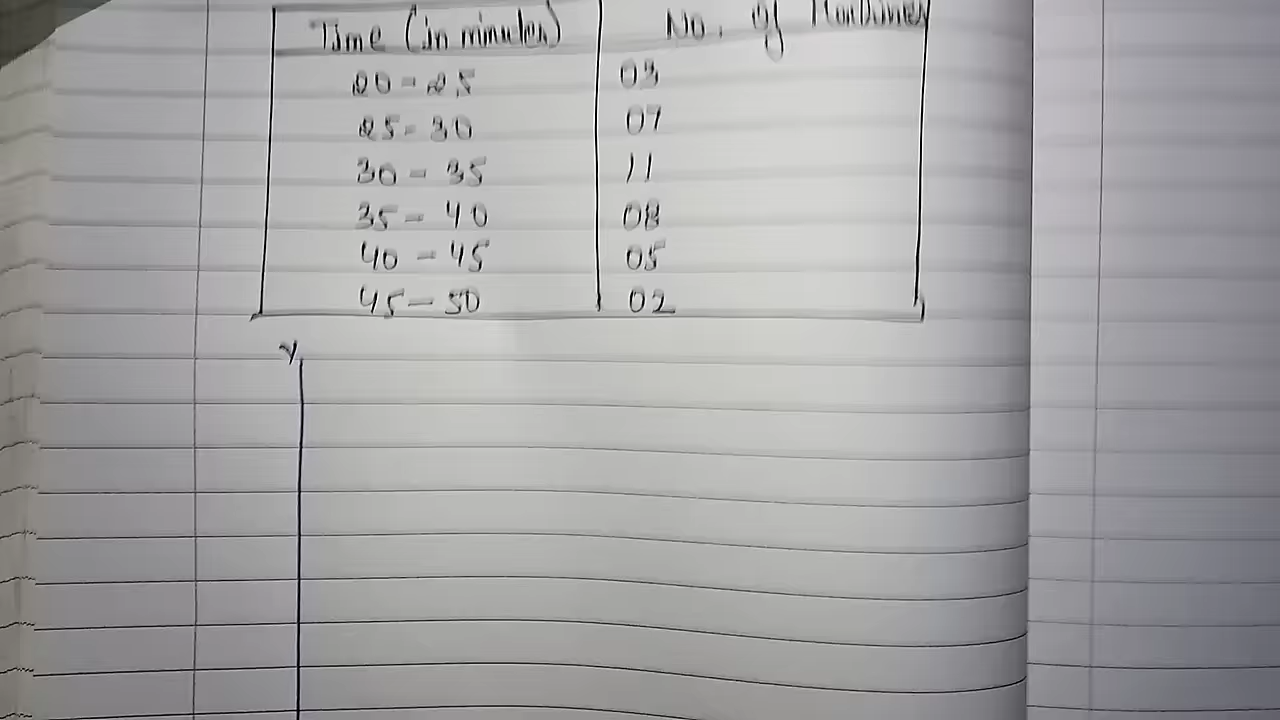 Time (in minutes) No. of
20 - 25 03
25 - 30 07
30 - 35 11
35 - 40 08
40 - 45 05
45 - 50 02
Y